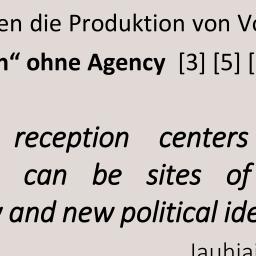 en die Produktion von Vo
n“ ohne Agency [3] [5] [
reception centers
can be sites of
and new political ide
Jauhiai